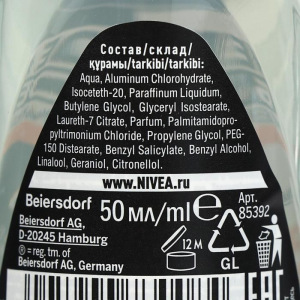 Состав/склад/
құрамы/tarkibi/tarkibi:
Aqua, Aluminum Chlorohydrate,
Isoceteth-20, Paraffinum Liquidum,
Butylene Glycol, Glyceryl Isostearate,
Laureth-7 Citrate, Parfum, Palmitamidopro-
pyltrimonium Chloride, Propylene Glycol, PEG-
150 Distearate, Benzyl Salicylate, Benzyl Alcohol,
Linalool, Geraniol, Citronellol.
www.NIVEA.ru
Beiersdorf
50 мл/ml e
Арт.
85392
Beiersdorf AG,
D-20245 Hamburg
® = reg. tm. of
Beiersdorf AG, Germany
12 M
GL
EAC